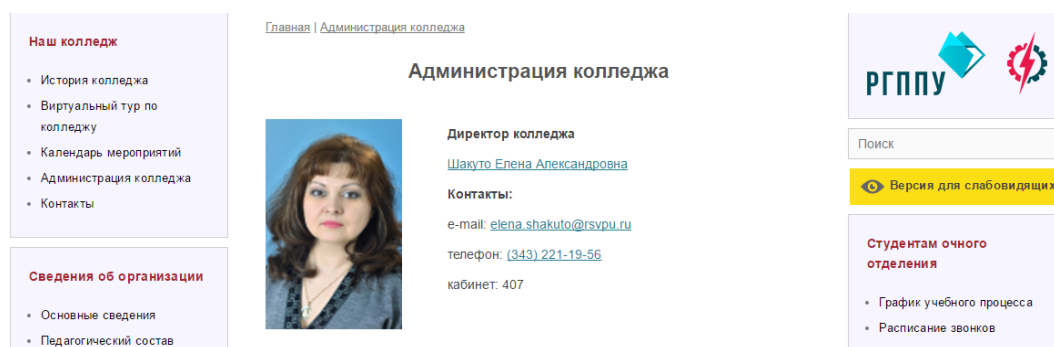 Наш колледж
История колледжа
Виртуальный тур по
колледжу
Календарь мероприятий
Администрация колледжа
Контакты
Сведения об организации
Основные сведения
Педагогический состав
Главная | Администрация колледжа
Администрация колледжа
Директор колледжа
Шакуто Елена Александровна
Контакты:
e-mail: elena.shakuto@rsvpu.ru
телефон: (343) 221-19-56
кабинет: 407
РГППУ
Поиск
Версия для слабовидящих
Студентам очного
отделения
График учебного процесса
Расписание звонков